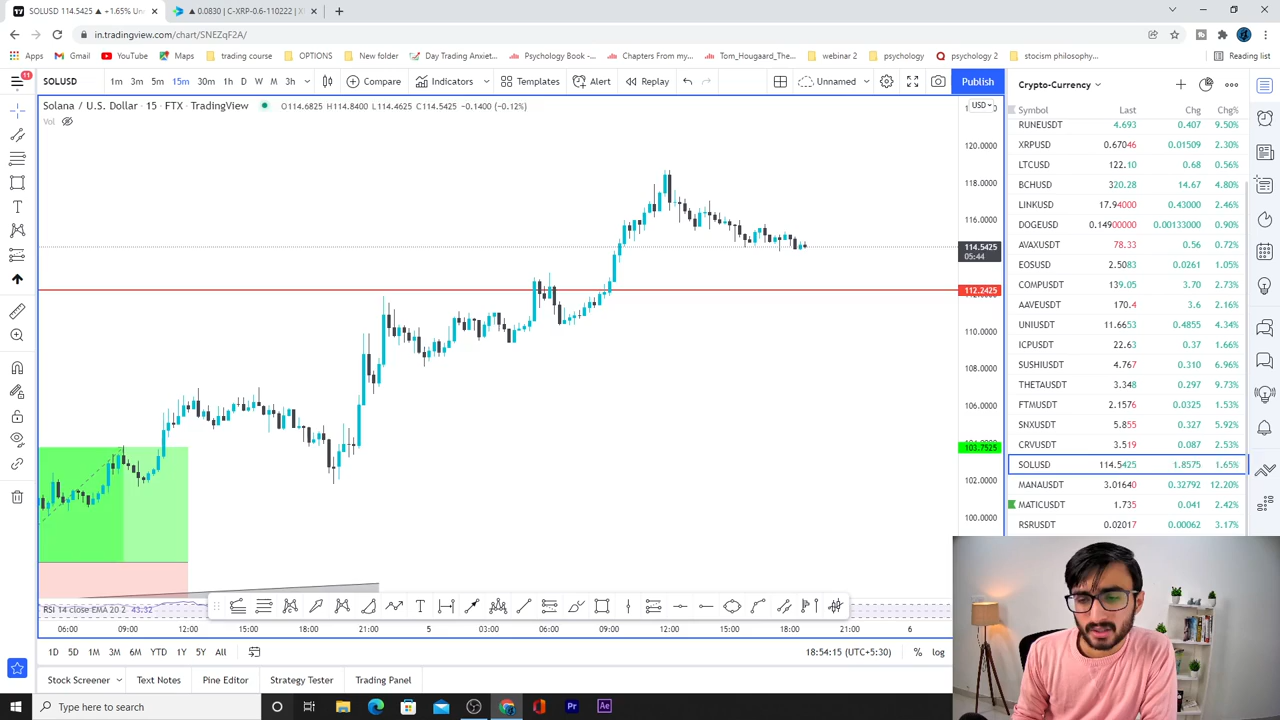 SOLUSD 114.5425 ▲ +1.65% Unn
▲ 0.0830 | C-XRP-0.6-110222 | X
in.tradingview.com/chart/SNEZqF2A/
Apps
Gmail
YouTube
Maps
trading course
OPTIONS
New folder
Day Trading Anxiet...
Psychology Book -...
Chapters From my...
Tom_Hougaard_The...
webinar 2
psychology
psychology 2
stocism philosophy...
Reading list
11
SOLUSD
1m 3m 5m 15m 30m 1h D W M 3h
Compare
Indicators
Templates
Alert
Replay
Unnamed
Publish
Crypto-Currency
Solana / U.S. Dollar · 15 · FTX · TradingView
O114.6825 H114.8400 L114.4625 C114.5425 −0.1400 (−0.12%)
Vol
USD
120.0000
118.0000
116.0000
114.5425
05:44
112.2425
110.0000
108.0000
106.0000
103.7525
102.0000
100.0000
Symbol Last Chg Chg%
RUNEUSDT 4.693 0.407 9.50%
XRPUSD 0.67046 0.01509 2.30%
LTCUSD 122.10 0.68 0.56%
BCHUSD 320.28 14.67 4.80%
LINKUSD 17.94000 0.43000 2.46%
DOGEUSD 0.14900000 0.00133000 0.90%
AVAXUSDT 78.33 0.56 0.72%
EOSUSD 2.5083 0.0261 1.05%
COMPUSDT 139.05 3.70 2.73%
AAVEUSDT 170.4 3.6 2.16%
UNIUSDT 11.6653 0.4855 4.34%
ICPUSDT 22.63 0.37 1.66%
SUSHIUSDT 4.767 0.310 6.96%
THETAUSDT 3.348 0.297 9.73%
FTMUSDT 2.1576 0.0325 1.53%
SNXUSDT 5.855 0.327 5.92%
CRVUSDT 3.519 0.087 2.53%
SOLUSD 114.5425 1.8575 1.65%
MANAUSDT 3.01640 0.32792 12.20%
MATICUSDT 1.735 0.041 2.42%
RSRUSDT 0.02017 0.00062 3.17%
RSI 14 close EMA 20 2 43.32
06:00 09:00 12:00 15:00 18:00 21:00 5 03:00 06:00 09:00 12:00 15:00 18:00 21:00 6
1D 5D 1M 3M 6M YTD 1Y 5Y All
18:54:15 (UTC+5:30)
% log
Stock Screener
Text Notes
Pine Editor
Strategy Tester
Trading Panel
Type here to search
Pr
Ae